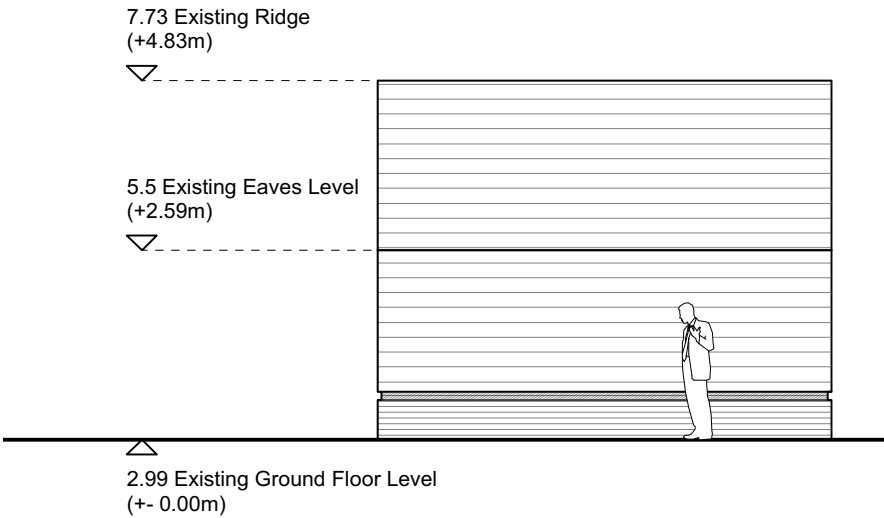 7.73 Existing Ridge
(+4.83m)
5.5 Existing Eaves Level
(+2.59m)
2.99 Existing Ground Floor Level
(+- 0.00m)